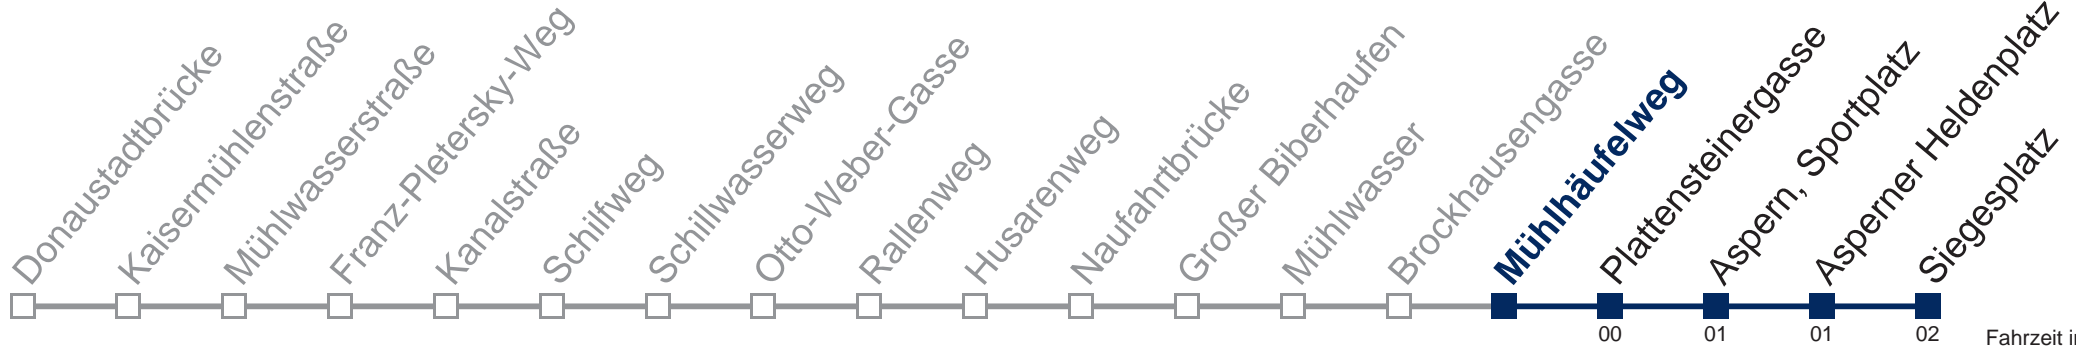 Donaustadtbrücke
Kaisermühlenstraße
Mühlwasserstraße
Franz-Pletersky-Weg
Kanalstraße
Schilfweg
Schillwasserweg
Otto-Weber-Gasse
Rallenweg
Husarenweg
Naufahrtbrücke
Großer Biberhaufen
Mühlwasser
Brockhausengasse
Mühlhäufelweg
Plattensteinergasse
Aspern, Sportplatz
Asperner Heldenplatz
Siegesplatz
00 01 01 02
Fahrzeit